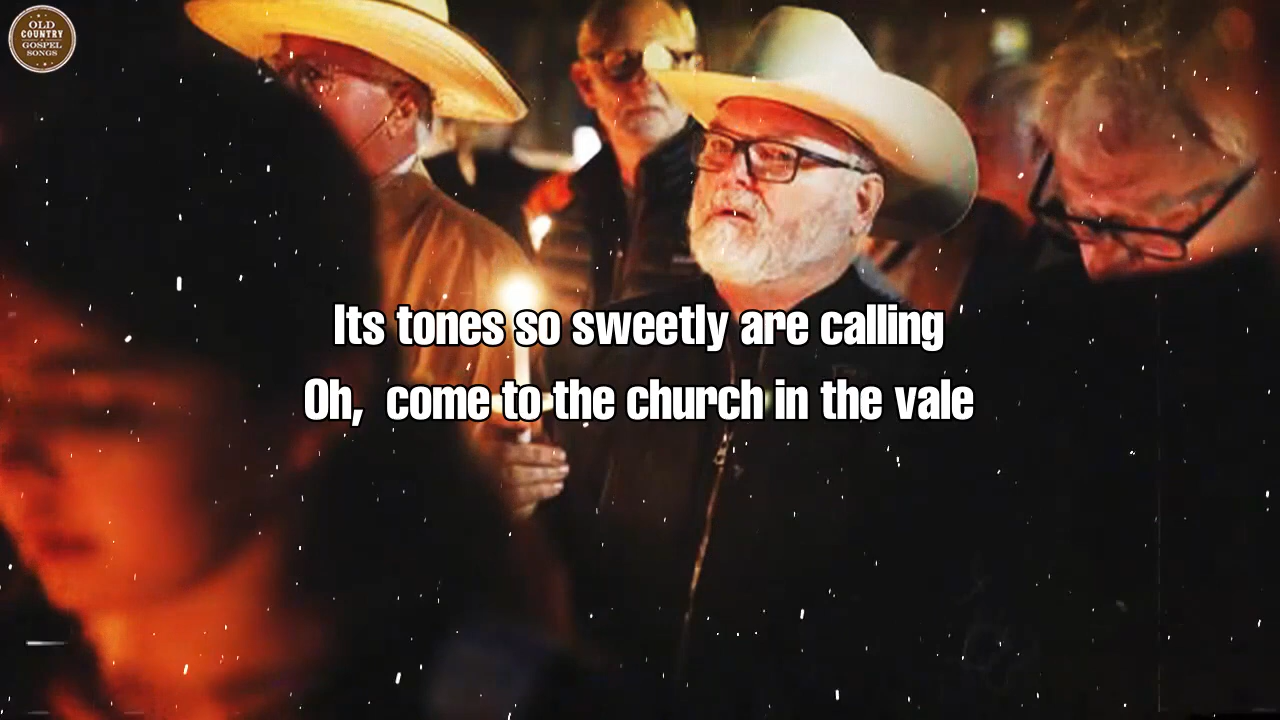 OLD
COUNTRY
GOSPEL
SONGS
Its tones so sweetly are calling
Oh,  come to the church in the vale